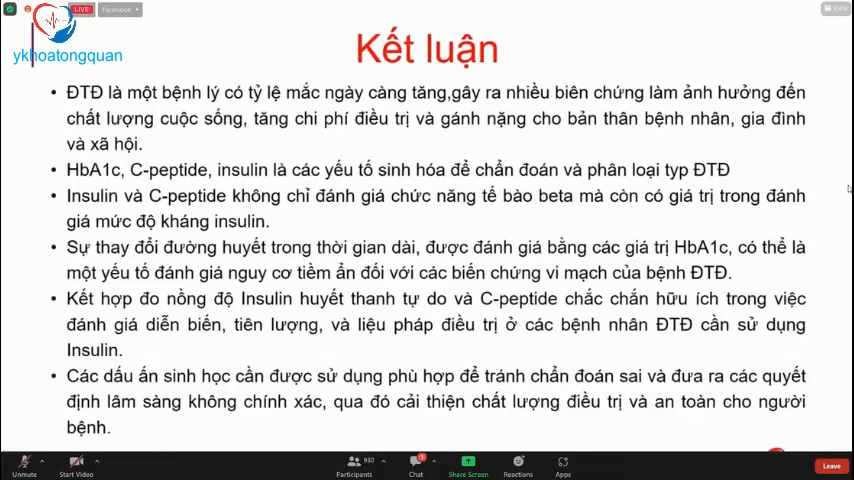 LIVE
Facebook
View
ykhoatongquan
Kết luận
• ĐTĐ là một bệnh lý có tỷ lệ mắc ngày càng tăng,gây ra nhiều biên chứng làm ảnh hưởng đến
chất lượng cuộc sống, tăng chi phí điều trị và gánh nặng cho bản thân bệnh nhân, gia đình
và xã hội.
• HbA1c, C-peptide, insulin là các yếu tố sinh hóa để chẩn đoán và phân loại typ ĐTĐ
• Insulin và C-peptide không chỉ đánh giá chức năng tế bào beta mà còn có giá trị trong đánh
giá mức độ kháng insulin.
• Sự thay đổi đường huyết trong thời gian dài, được đánh giá bằng các giá trị HbA1c, có thể là
một yếu tố đánh giá nguy cơ tiềm ẩn đối với các biến chứng vi mạch của bệnh ĐTĐ.
• Kết hợp đo nồng độ Insulin huyết thanh tự do và C-peptide chắc chắn hữu ích trong việc
đánh giá diễn biến, tiên lượng, và liệu pháp điều trị ở các bệnh nhân ĐTĐ cần sử dụng
Insulin.
• Các dấu ấn sinh học cần được sử dụng phù hợp để tránh chẩn đoán sai và đưa ra các quyết
định lâm sàng không chính xác, qua đó cải thiện chất lượng điều trị và an toàn cho người
bệnh.
930
1
Unmute
Start Video
Participants
Chat
Share Screen
Reactions
Apps
Leave